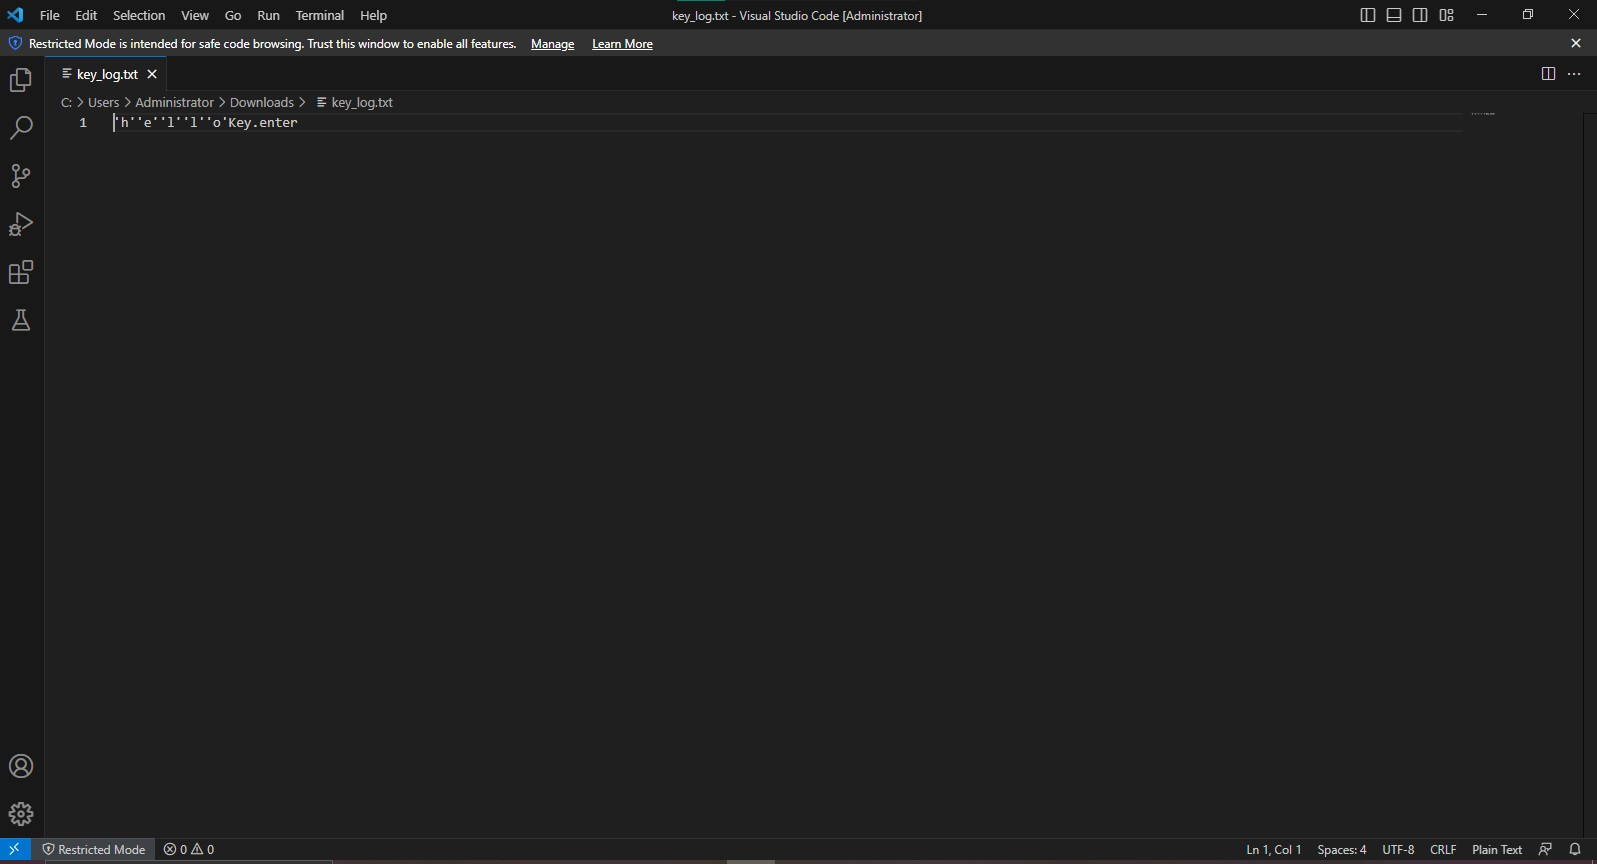 File Edit Selection View Go Run Terminal Help key_log.txt - Visual Studio Code [Administrator]
Restricted Mode is intended for safe code browsing. Trust this window to enable all features. Manage Learn More
key_log.txt
C: > Users > Administrator > Downloads > key_log.txt
1 'h''e''l''l''o'Key.enter
Restricted Mode 0 0 Ln 1, Col 1 Spaces: 4 UTF-8 CRLF Plain Text